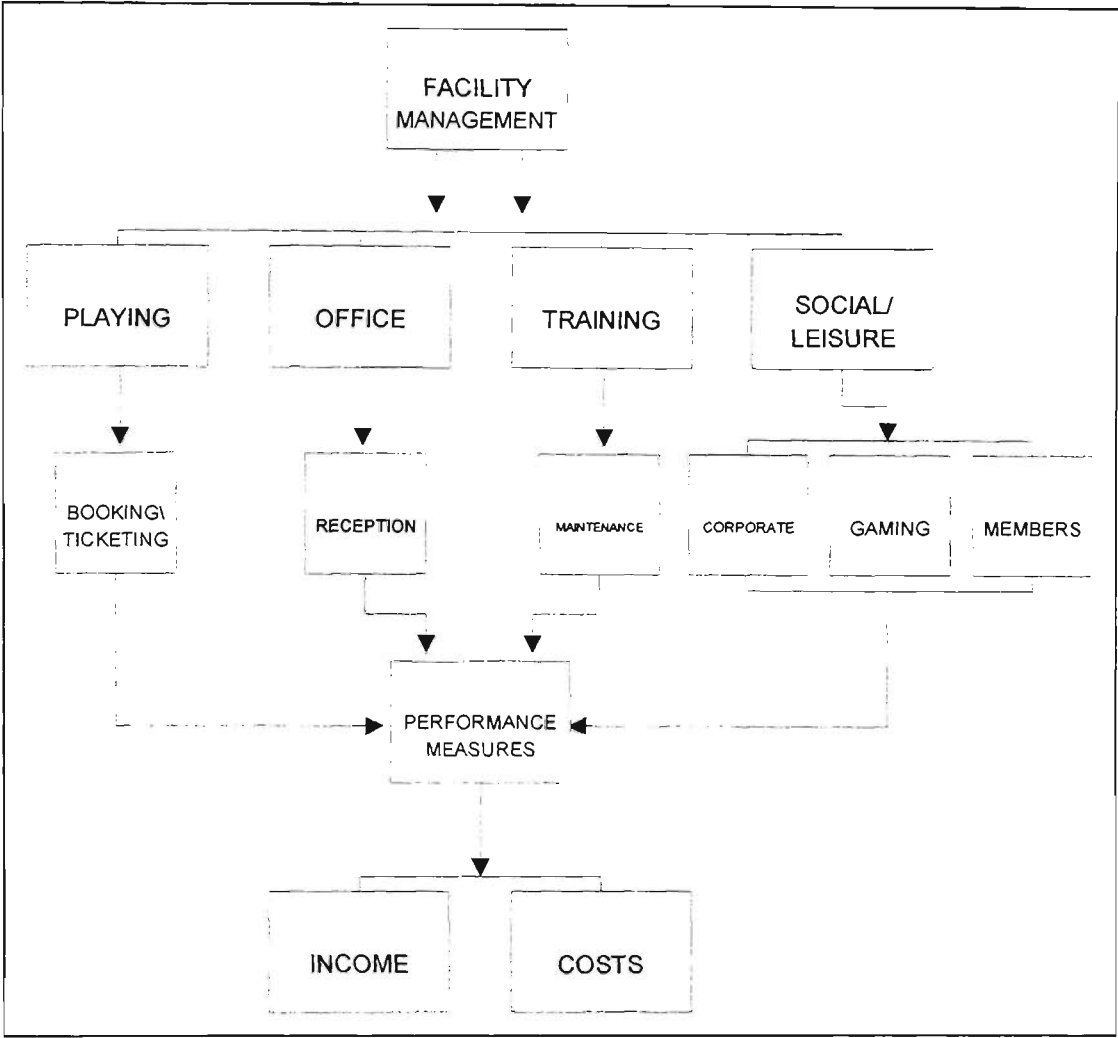 FACILITY
MANAGEMENT
PLAYING
OFFICE
TRAINING
SOCIAL/
LEISURE
BOOKING\
TICKETING
RECEPTION
MAINTENANCE
CORPORATE
GAMING
MEMBERS
PERFORMANCE
MEASURES
INCOME
COSTS